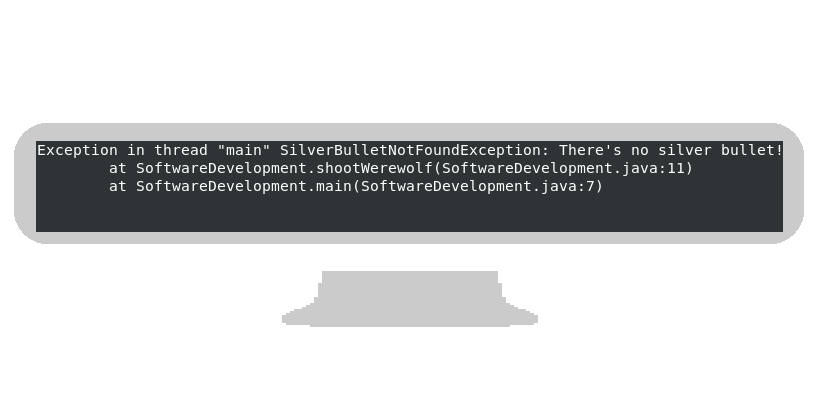 Exception in thread "main" SilverBulletNotFoundException: There's no silver bullet!
at SoftwareDevelopment.shootWerewolf(SoftwareDevelopment.java:11)
at SoftwareDevelopment.main(SoftwareDevelopment.java:7)